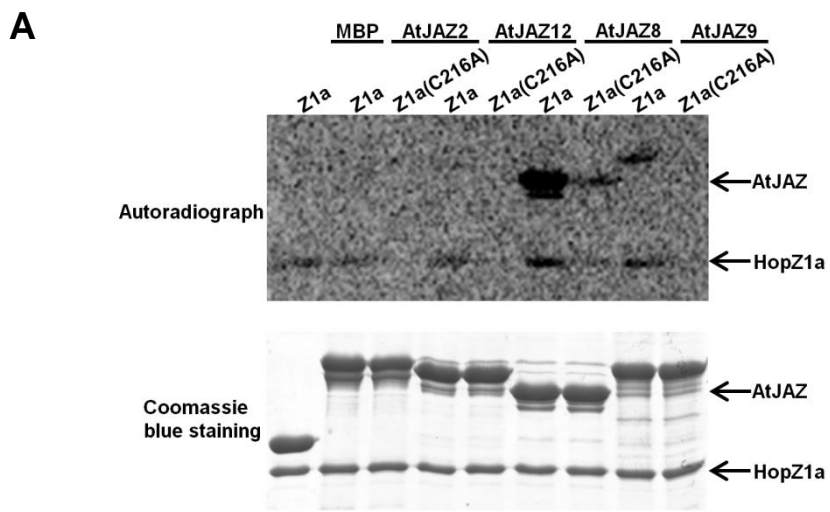 A
MBP AtJAZ2 AtJAZ12 AtJAZ8 AtJAZ9
Z1a Z1a Z1a(C216A) Z1a Z1a(C216A) Z1a Z1a(C216A) Z1a Z1a(C216A)
Autoradiograph
AtJAZ
HopZ1a
Coomassie
blue staining
AtJAZ
HopZ1a